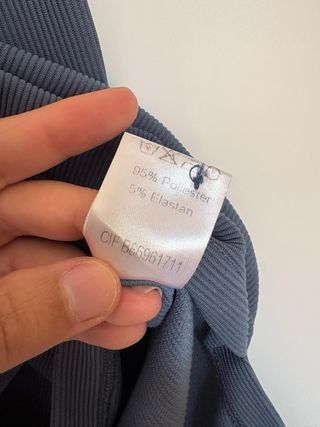 95% Poliester
5% Elastan
CIF B66961711